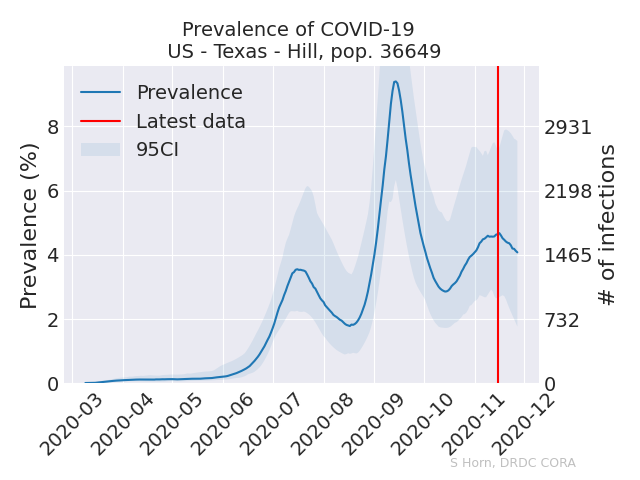 Prevalence of COVID-19
US - Texas - Hill, pop. 36649
Prevalence
Latest data
95CI
Prevalence (%)
8
6
4
2
0
2931
2198
1465
732
0
# of infections
2020-03
2020-04
2020-05
2020-06
2020-07
2020-08
2020-09
2020-10
2020-11
2020-12
S Horn, DRDC CORA